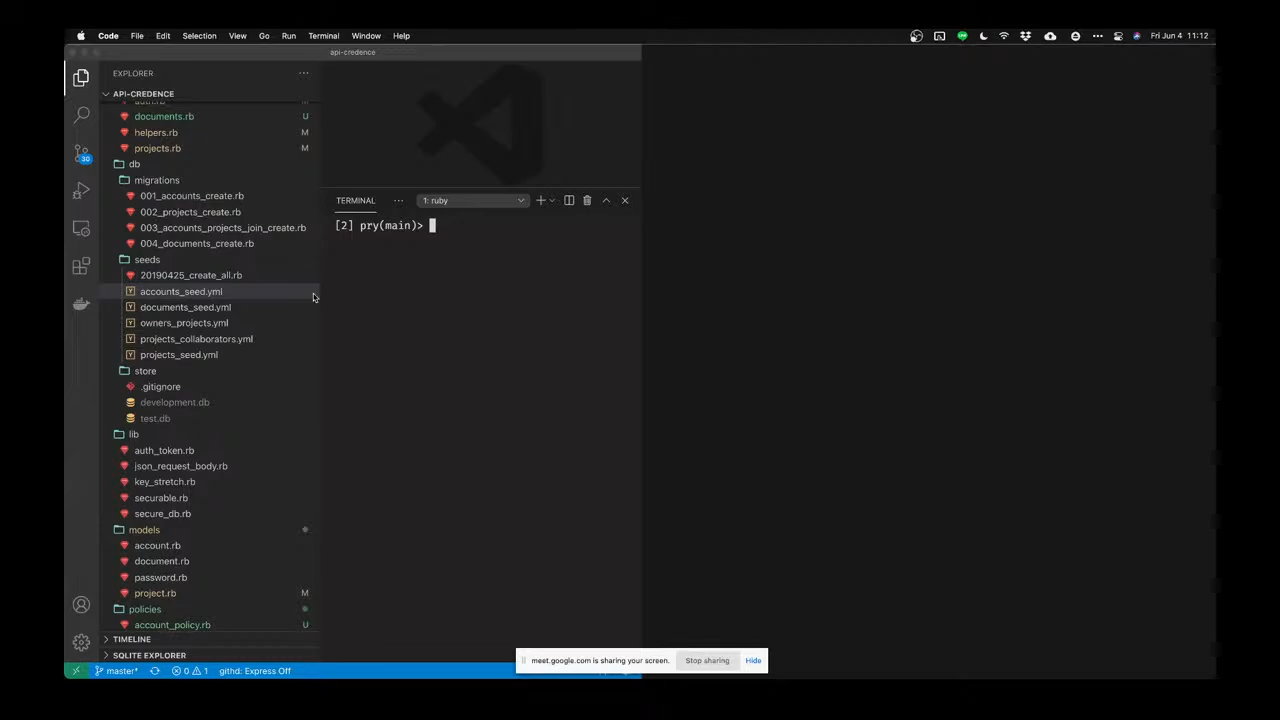 Code File Edit Selection View Go Run Terminal Window Help
Fri Jun 4 11:12
api-credence
EXPLORER
API-CREDENCE
auth.rb M
documents.rb U
helpers.rb M
projects.rb M
db
migrations
001_accounts_create.rb
002_projects_create.rb
003_accounts_projects_join_create.rb
004_documents_create.rb
seeds
20190425_create_all.rb
accounts_seed.yml
documents_seed.yml
owners_projects.yml
projects_collaborators.yml
projects_seed.yml
store
.gitignore
development.db
test.db
lib
auth_token.rb
json_request_body.rb
key_stretch.rb
securable.rb
secure_db.rb
models
account.rb
document.rb
password.rb
project.rb M
policies
account_policy.rb U
TIMELINE
SQLITE EXPLORER
30
TERMINAL
1: ruby
[2] pry(main)>
meet.google.com is sharing your screen. Stop sharing Hide
master* 0 1 githd: Express Off